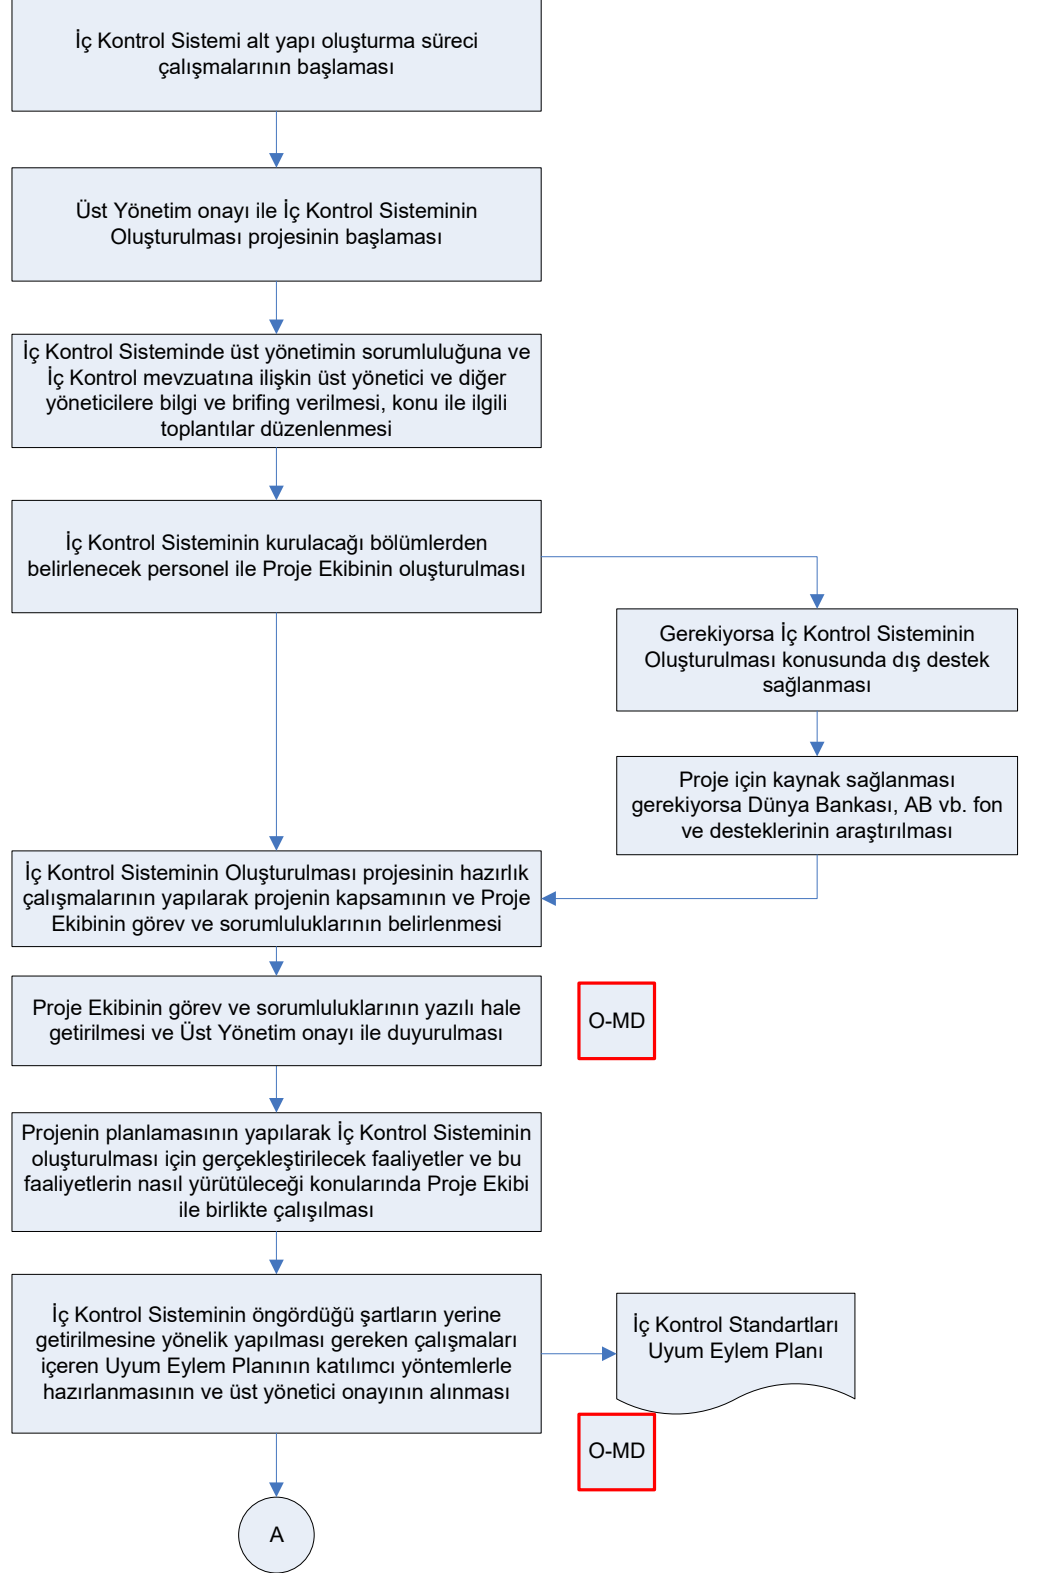 İç Kontrol Sistemi alt yapı oluşturma süreci
çalışmalarının başlaması
Üst Yönetim onayı ile İç Kontrol Sisteminin
Oluşturulması projesinin başlaması
İç Kontrol Sisteminde üst yönetimin sorumluluğuna ve
İç Kontrol mevzuatına ilişkin üst yönetici ve diğer
yöneticilere bilgi ve brifing verilmesi, konu ile ilgili
toplantılar düzenlenmesi
İç Kontrol Sisteminin kurulacağı bölümlerden
belirlenecek personel ile Proje Ekibinin oluşturulması
Gerekiyorsa İç Kontrol Sisteminin
Oluşturulması konusunda dış destek
sağlanması
Proje için kaynak sağlanması
gerekiyorsa Dünya Bankası, AB vb. fon
ve desteklerinin araştırılması
İç Kontrol Sisteminin Oluşturulması projesinin hazırlık
çalışmalarının yapılarak projenin kapsamının ve Proje
Ekibinin görev ve sorumluluklarının belirlenmesi
Proje Ekibinin görev ve sorumluluklarının yazılı hale
getirilmesi ve Üst Yönetim onayı ile duyurulması
O-MD
Projenin planlamasının yapılarak İç Kontrol Sisteminin
oluşturulması için gerçekleştirilecek faaliyetler ve bu
faaliyetlerin nasıl yürütüleceği konularında Proje Ekibi
ile birlikte çalışılması
İç Kontrol Sisteminin öngördüğü şartların yerine
getirilmesine yönelik yapılması gereken çalışmaları
içeren Uyum Eylem Planının katılımcı yöntemlerle
hazırlanmasının ve üst yönetici onayının alınması
İç Kontrol Standartları
Uyum Eylem Planı
O-MD
A